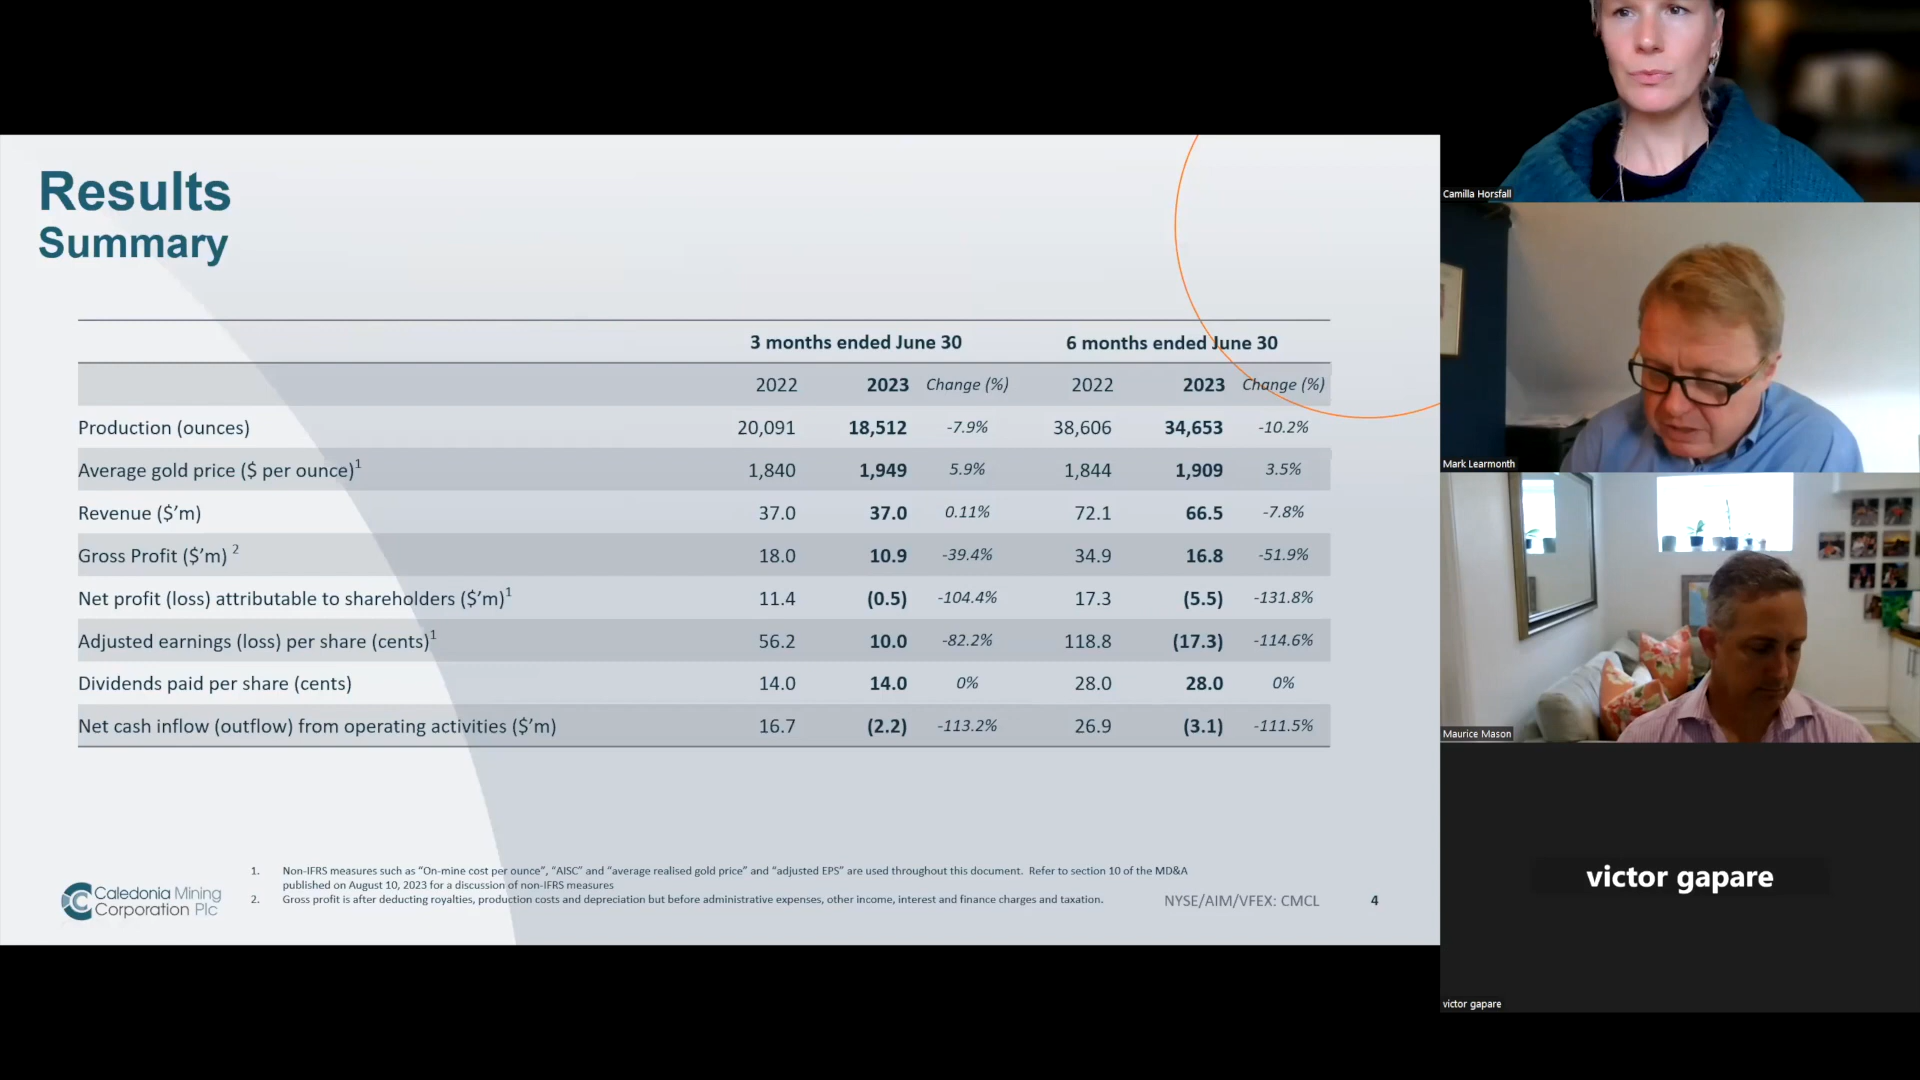 Results
Summary
3 months ended June 30 6 months ended June 30
2022 2023 Change (%) 2022 2023 Change (%)
Production (ounces) 20,091 18,512 -7.9% 38,606 34,653 -10.2%
Average gold price ($ per ounce)1 1,840 1,949 5.9% 1,844 1,909 3.5%
Revenue ($’m) 37.0 37.0 0.11% 72.1 66.5 -7.8%
Gross Profit ($’m) 2 18.0 10.9 -39.4% 34.9 16.8 -51.9%
Net profit (loss) attributable to shareholders ($’m)1 11.4 (0.5) -104.4% 17.3 (5.5) -131.8%
Adjusted earnings (loss) per share (cents)1 56.2 10.0 -82.2% 118.8 (17.3) -114.6%
Dividends paid per share (cents) 14.0 14.0 0% 28.0 28.0 0%
Net cash inflow (outflow) from operating activities ($’m) 16.7 (2.2) -113.2% 26.9 (3.1) -111.5%
1. Non-IFRS measures such as “On-mine cost per ounce”, “AISC” and “average realised gold price” and “adjusted EPS” are used throughout this document. Refer to section 10 of the MD&A
published on August 10, 2023 for a discussion of non-IFRS measures
2. Gross profit is after deducting royalties, production costs and depreciation but before administrative expenses, other income, interest and finance charges and taxation.
Caledonia Mining
Corporation Plc
NYSE/AIM/VFEX: CMCL 4
Camilla Horsfall
Mark Learmonth
Maurice Mason
victor gapare
victor gapare